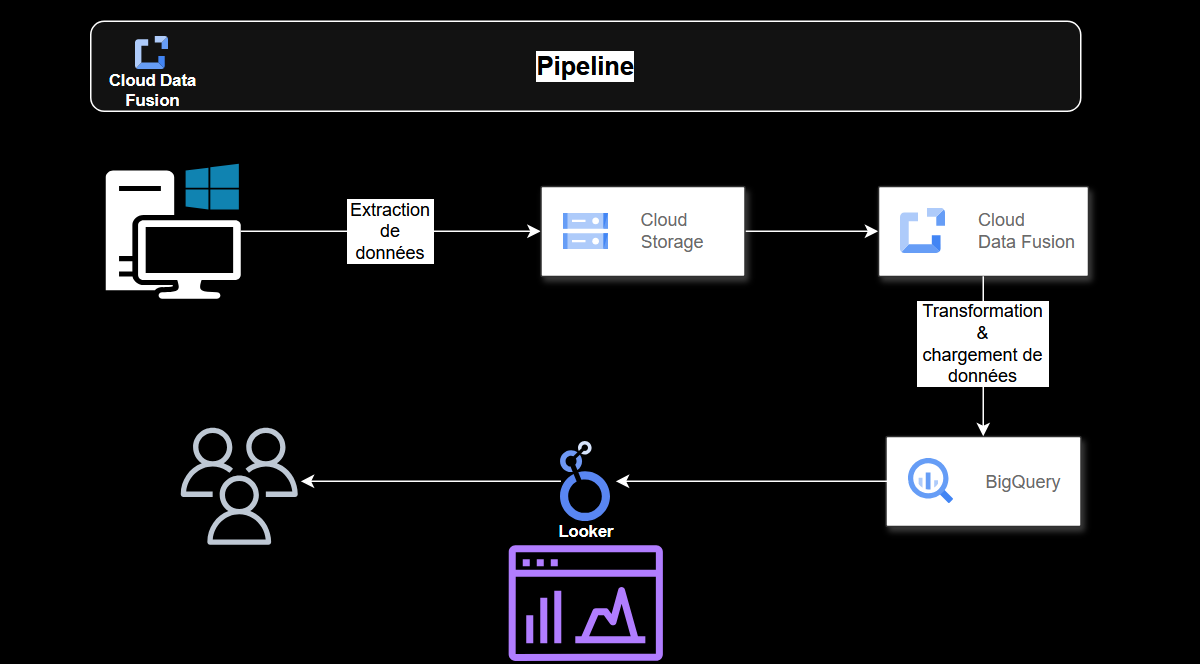 Pipeline
Cloud Data
Fusion
Extraction
de
données
Cloud
Storage
Cloud
Data Fusion
Transformation
&
chargement de
données
BigQuery
Looker